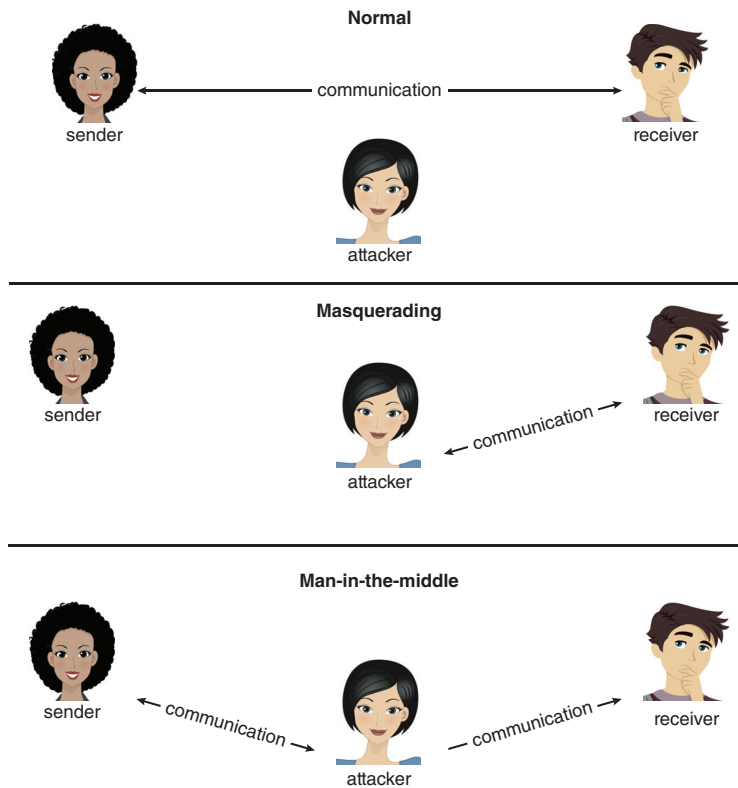 Normal
communication
sender
receiver
attacker
Masquerading
sender
communication
receiver
attacker
Man-in-the-middle
sender
communication
communication
receiver
attacker